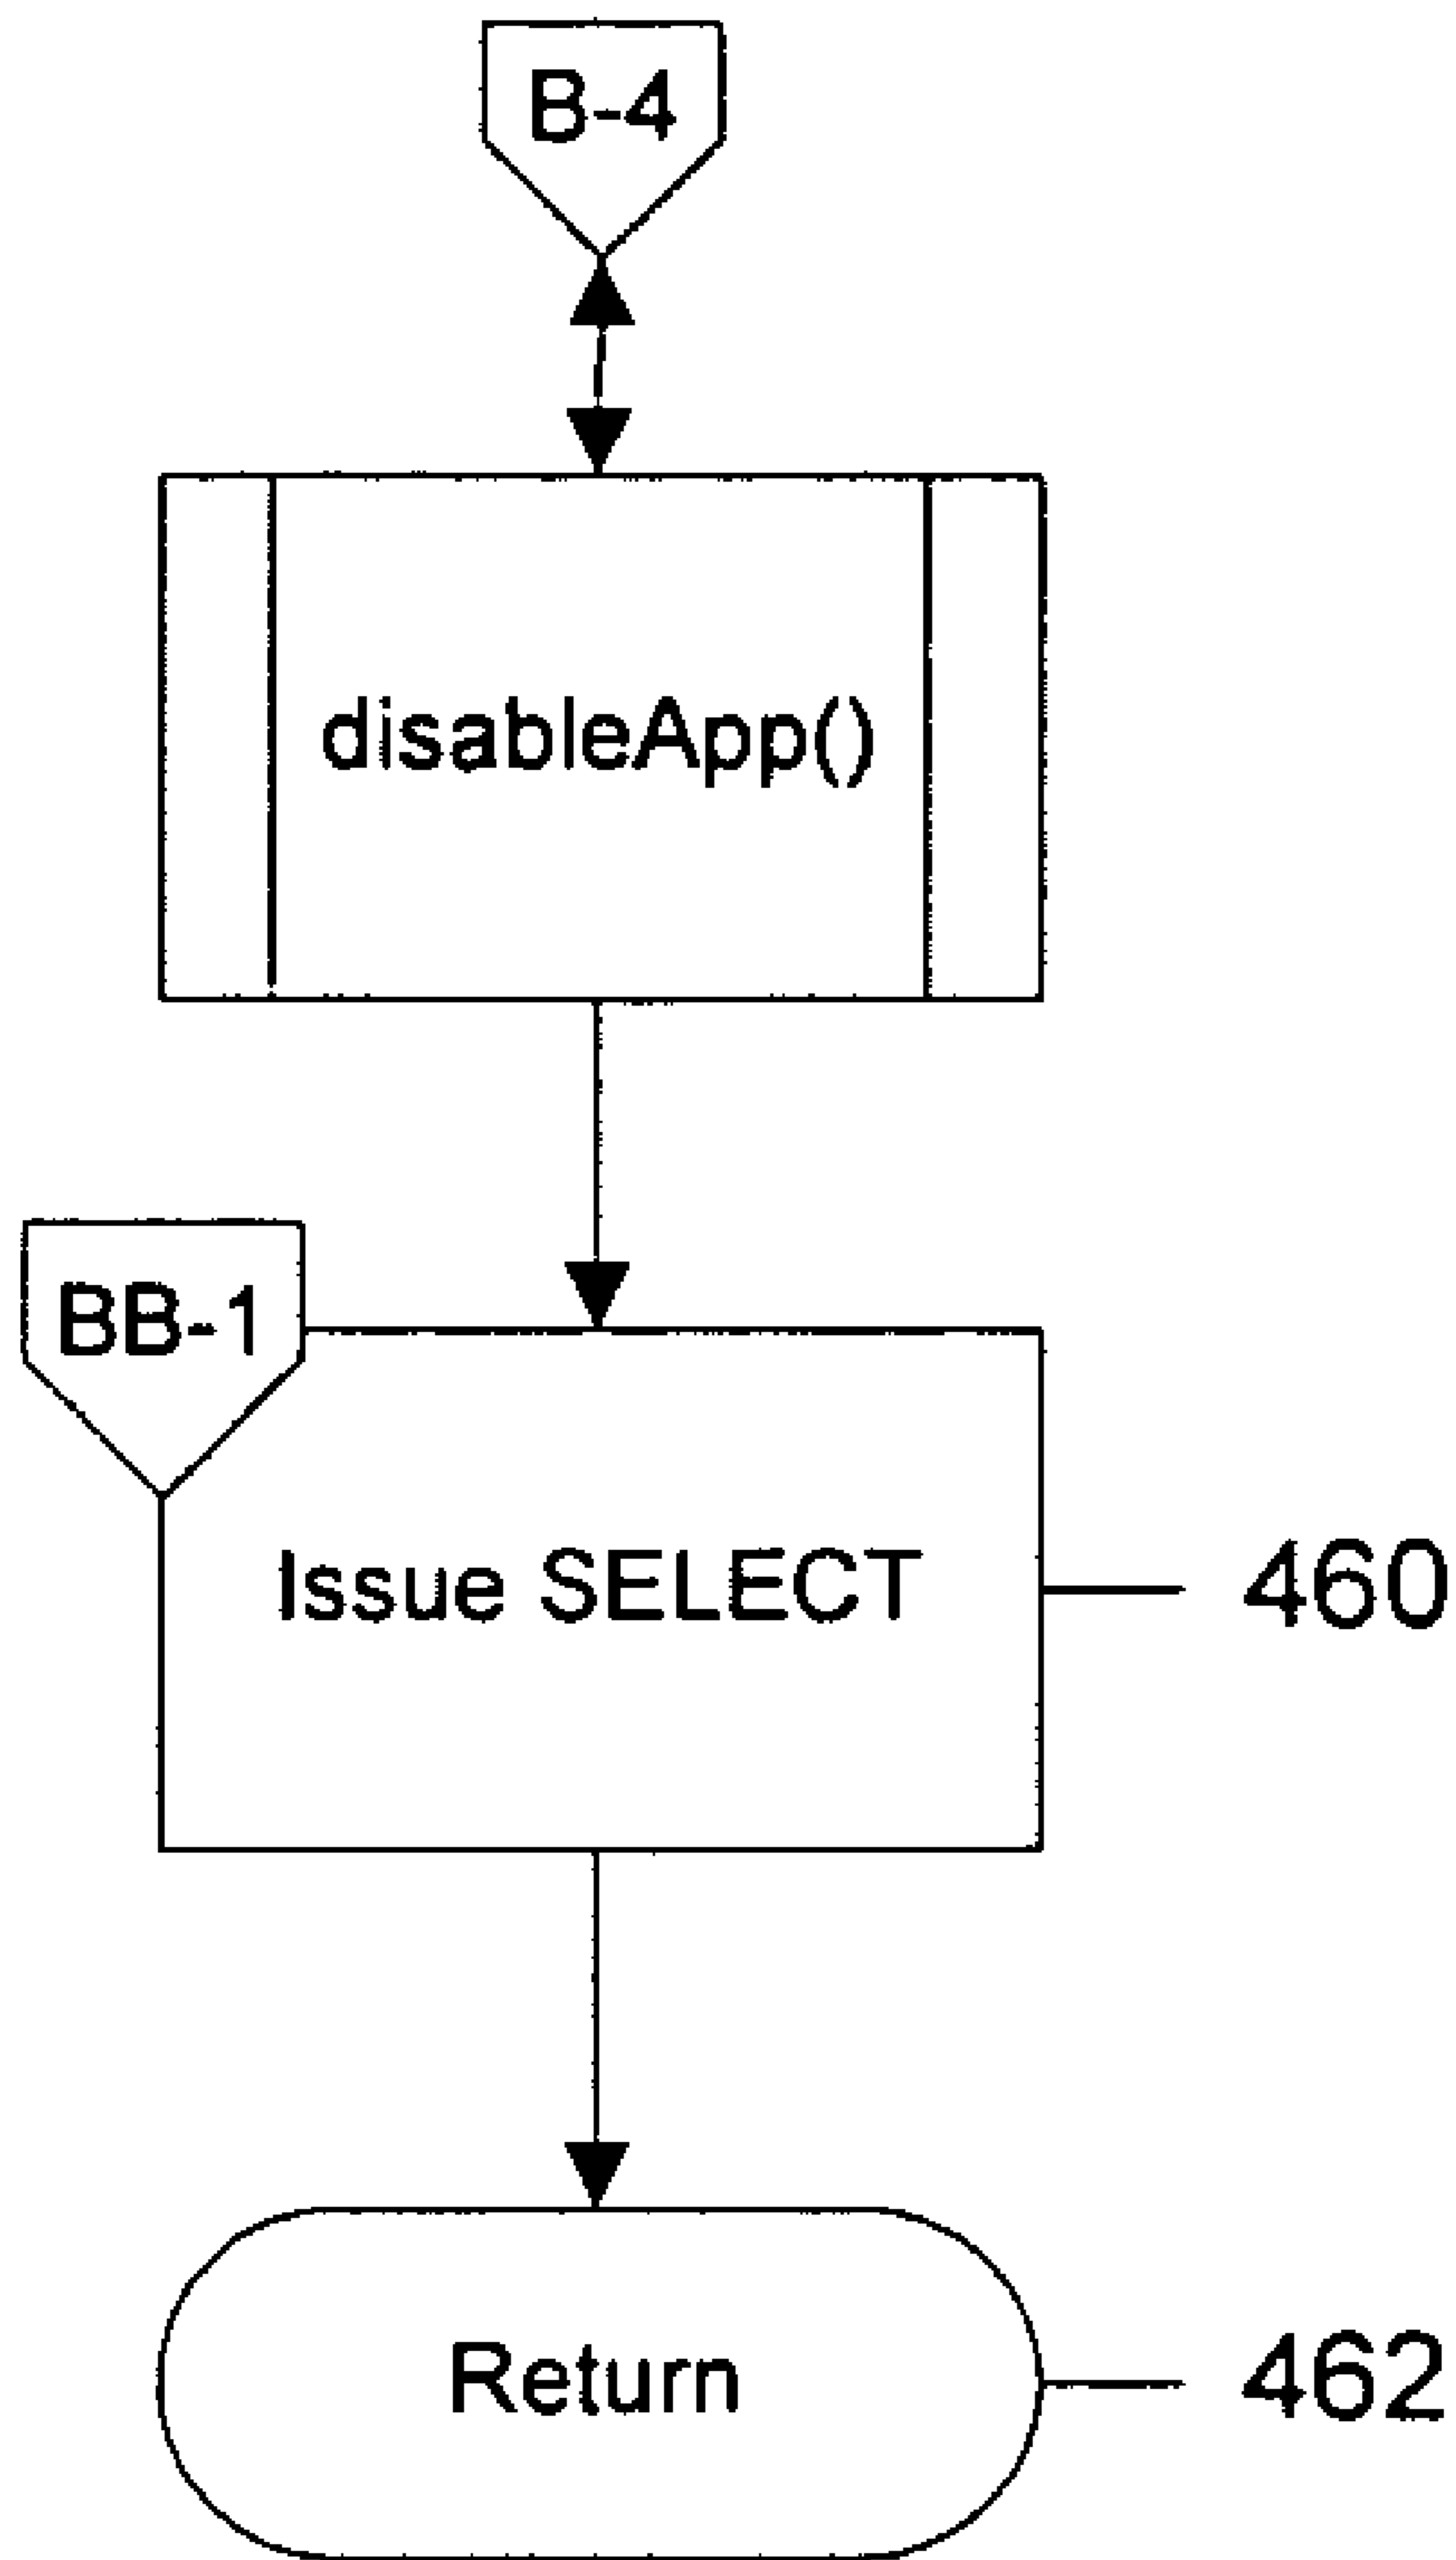 B-4
disableApp()
BB-1
Issue SELECT
460
Return
462